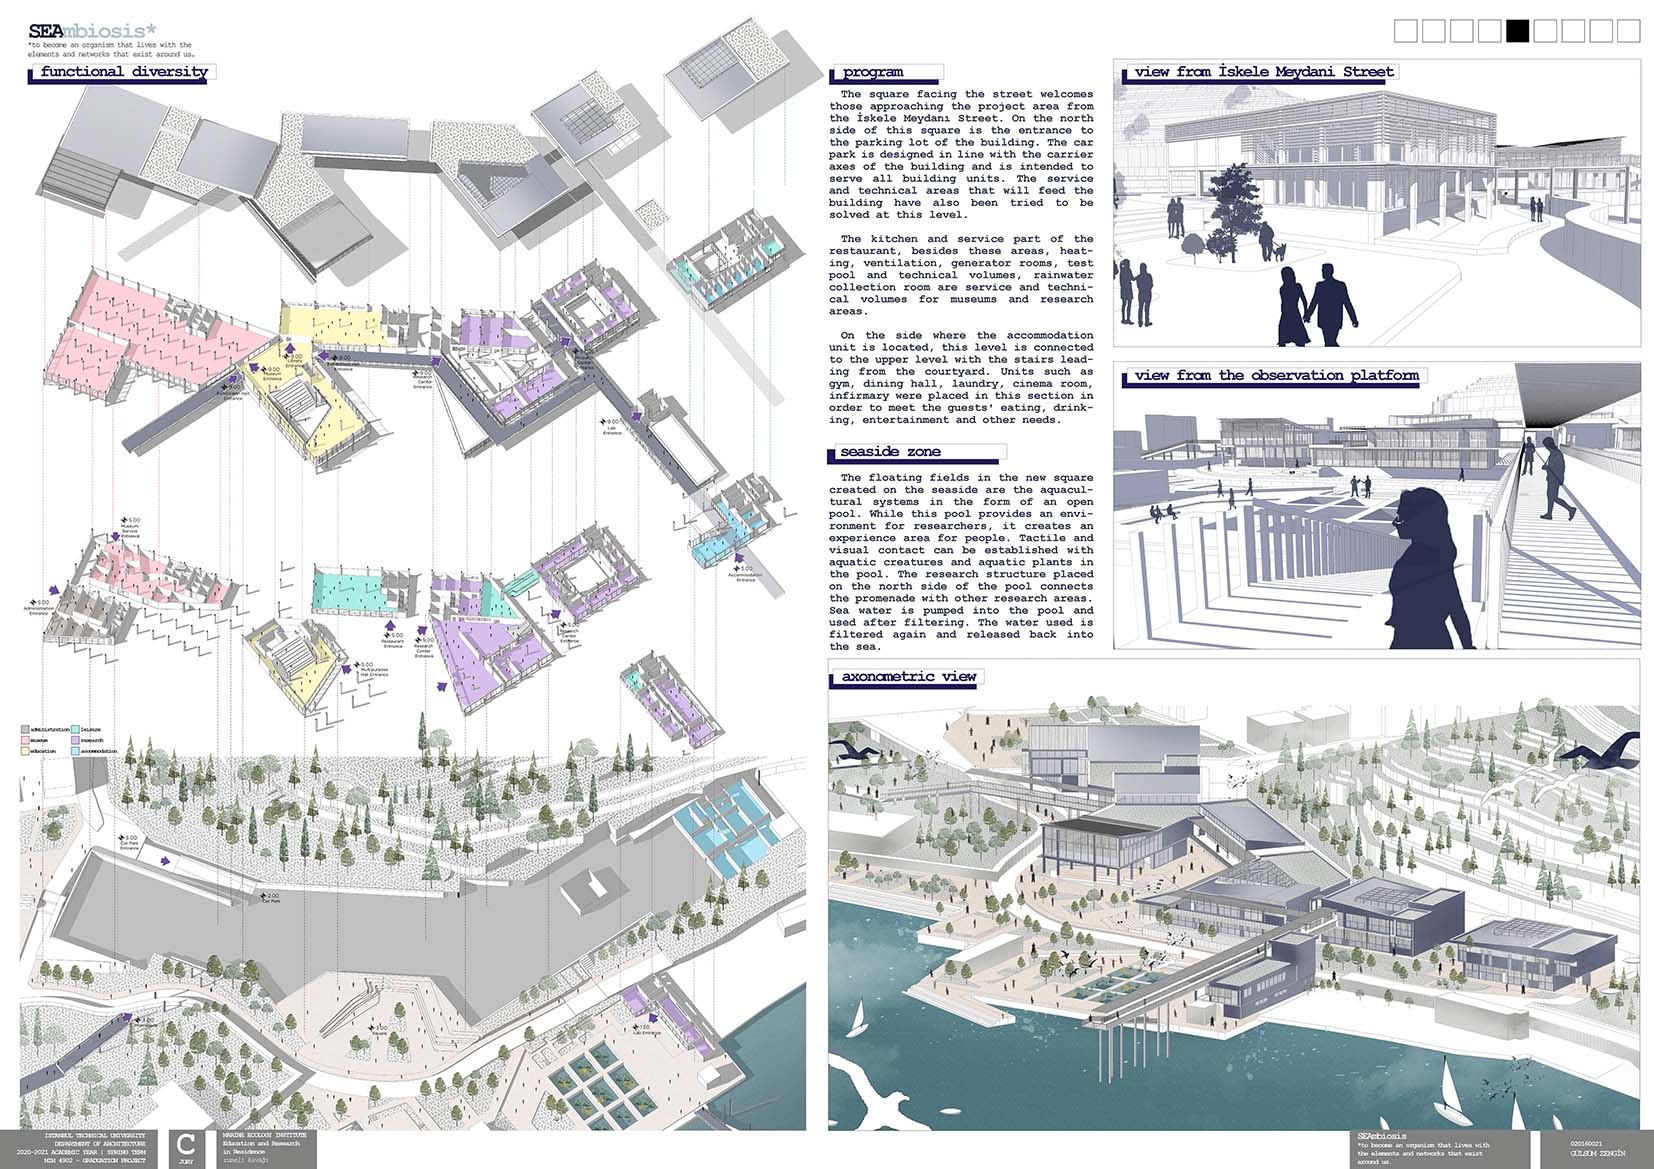 SEAmbiosis*
*to become an organism that lives with the
elements and networks that exist around us.
functional diversity
9.00
Library
Entrance
9.00
Museum
Entrance
9.00
Exhibition Hall
Entrance
9.00
Exhibition Hall
Entrance
9.00
Research
Center
Entrance
Research
Center
Entrance
9.00
Lab
Entrance
5.00
Museum
Service
Entrance
5.00
Administration
Entrance
5.00
Restaurant
Entrance
5.00
Research
Center
Entrance
5.00
Research
Center
Entrance
5.00
Multipurpose
Hall Entrance
5.00
Accommodation
Entrance
administration
leisure
museum
research
education
accomodation
5.00
Car Park
Entrance
2.00
Car Park
1.00
Square
1.50
Lab Entrance
program
The square facing the street welcomes
those approaching the project area from
the İskele Meydanı Street. On the north
side of this square is the entrance to
the parking lot of the building. The car
park is designed in line with the carrier
axes of the building and is intended to
serve all building units. The service
and technical areas that will feed the
building have also been tried to be
solved at this level.
The kitchen and service part of the
restaurant, besides these areas, heat-
ing, ventilation, generator rooms, test
pool and technical volumes, rainwater
collection room are service and techni-
cal volumes for museums and research
areas.
On the side where the accommodation
unit is located, this level is connected
to the upper level with the stairs lead-
ing from the courtyard. Units such as
gym, dining hall, laundry, cinema room,
infirmary were placed in this section in
order to meet the guests' eating, drink-
ing, entertainment and other needs.
seaside zone
The floating fields in the new square
created on the seaside are the aquacul-
tural systems in the form of an open
pool. While this pool provides an envi-
ronment for researchers, it creates an
experience area for people. Tactile and
visual contact can be established with
aquatic creatures and aquatic plants in
the pool. The research structure placed
on the north side of the pool connects
the promenade with other research areas.
Sea water is pumped into the pool and
used after filtering. The water used is
filtered again and released back into
the sea.
view from İskele Meydani Street
view from the observation platform
axonometric view
ISTANBUL TECHNICAL UNIVERSITY
DEPARTMENT OF ARCHITECTURE
2020-2021 ACADEMIC YEAR | SPRING TERM
MIM 4902 - GRADUATION PROJECT
C
JURY
MARINE ECOLOGY INSTITUTE
Education and Research
in Residence
rumeli kavağı
SEAmbiosis
*to become an organism that lives with
the elements and networks that exist
around us.
020160021
GÜLSÜM ZENGİN